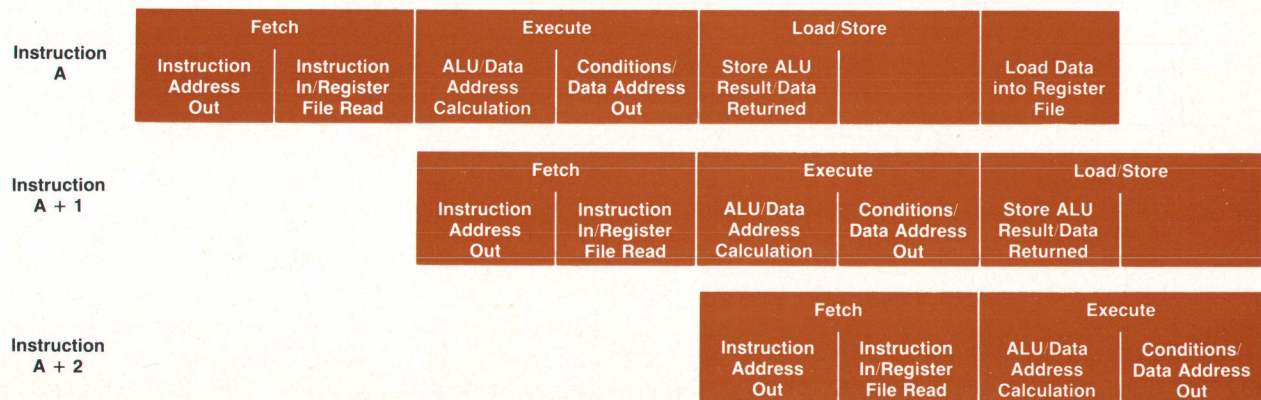 Fetch
Execute
Load/Store
Instruction
A
Instruction
Address
Out
Instruction
In/Register
File Read
ALU/Data
Address
Calculation
Conditions/
Data Address
Out
Store ALU
Result/Data
Returned
Load Data
into Register
File
Instruction
A + 1
Fetch
Execute
Load/Store
Instruction
Address
Out
Instruction
In/Register
File Read
ALU/Data
Address
Calculation
Conditions/
Data Address
Out
Store ALU
Result/Data
Returned
Instruction
A + 2
Fetch
Execute
Instruction
Address
Out
Instruction
In/Register
File Read
ALU/Data
Address
Calculation
Conditions/
Data Address
Out